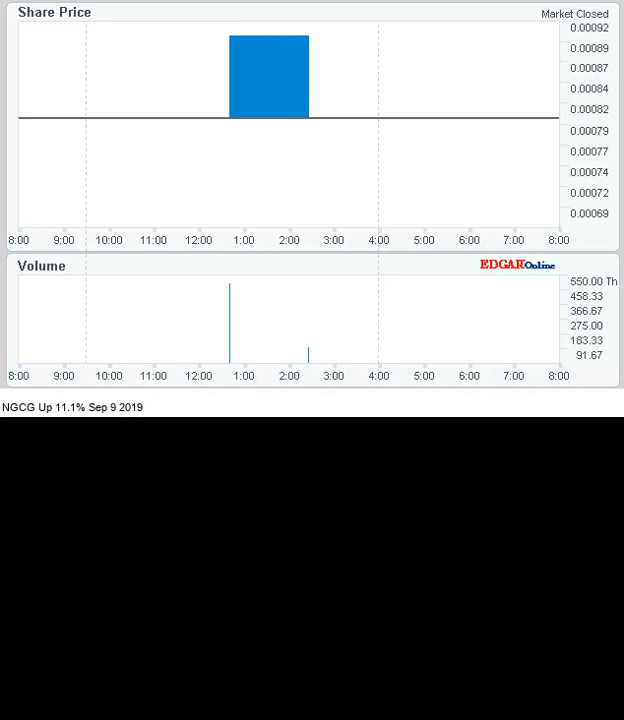 Share Price
Market Closed
0.00092
0.00089
0.00087
0.00084
0.00082
0.00079
0.00077
0.00074
0.00072
0.00069
8:00 9:00 10:00 11:00 12:00 1:00 2:00 3:00 4:00 5:00 6:00 7:00 8:00
Volume
EDGAROnline
550.00 Th
458.33
366.67
275.00
183.33
91.67
8:00 9:00 10:00 11:00 12:00 1:00 2:00 3:00 4:00 5:00 6:00 7:00 8:00
NGCG Up 11.1% Sep 9 2019